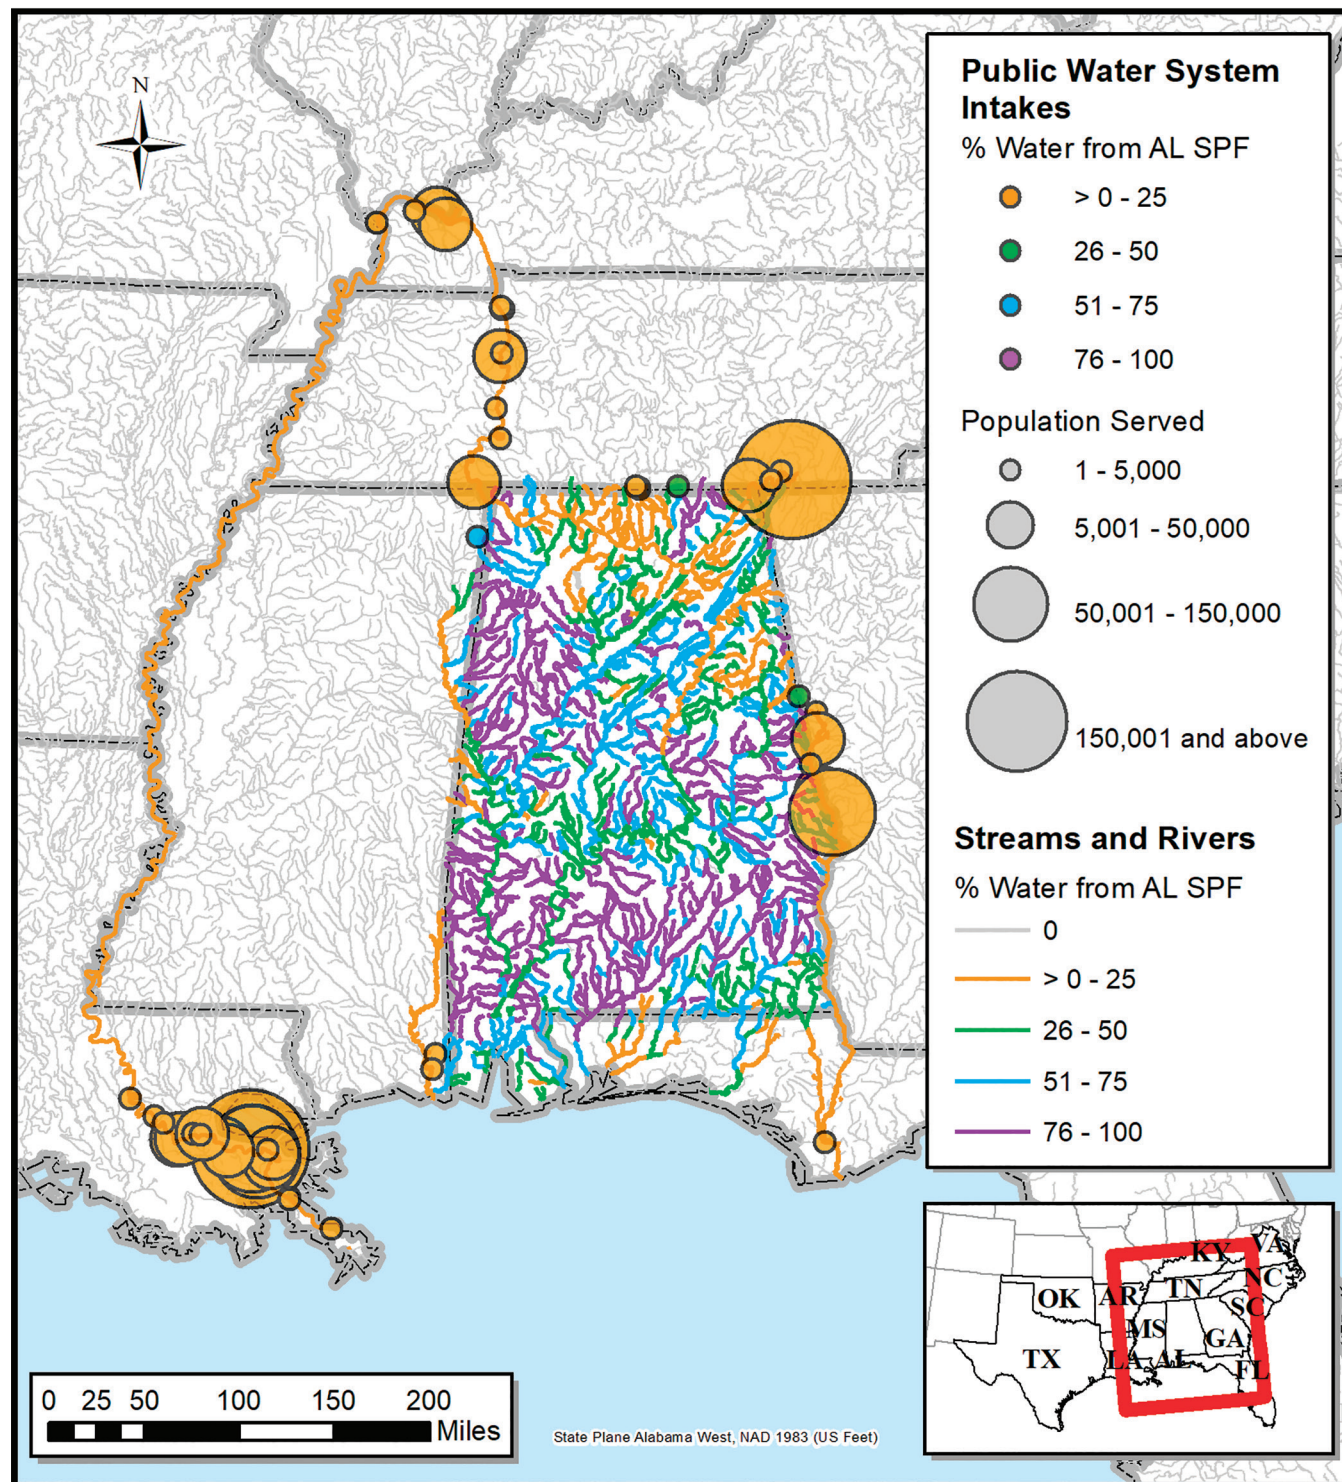 N
Public Water System
Intakes
% Water from AL SPF
> 0 - 25
26 - 50
51 - 75
76 - 100
Population Served
1 - 5,000
5,001 - 50,000
50,001 - 150,000
150,001 and above
Streams and Rivers
% Water from AL SPF
0
> 0 - 25
26 - 50
51 - 75
76 - 100
KY
VA
OK
AR
TN
NC
SC
MS
GA
TX
LA
AL
FL
0 25 50 100 150 200
Miles
State Plane Alabama West, NAD 1983 (US Feet)